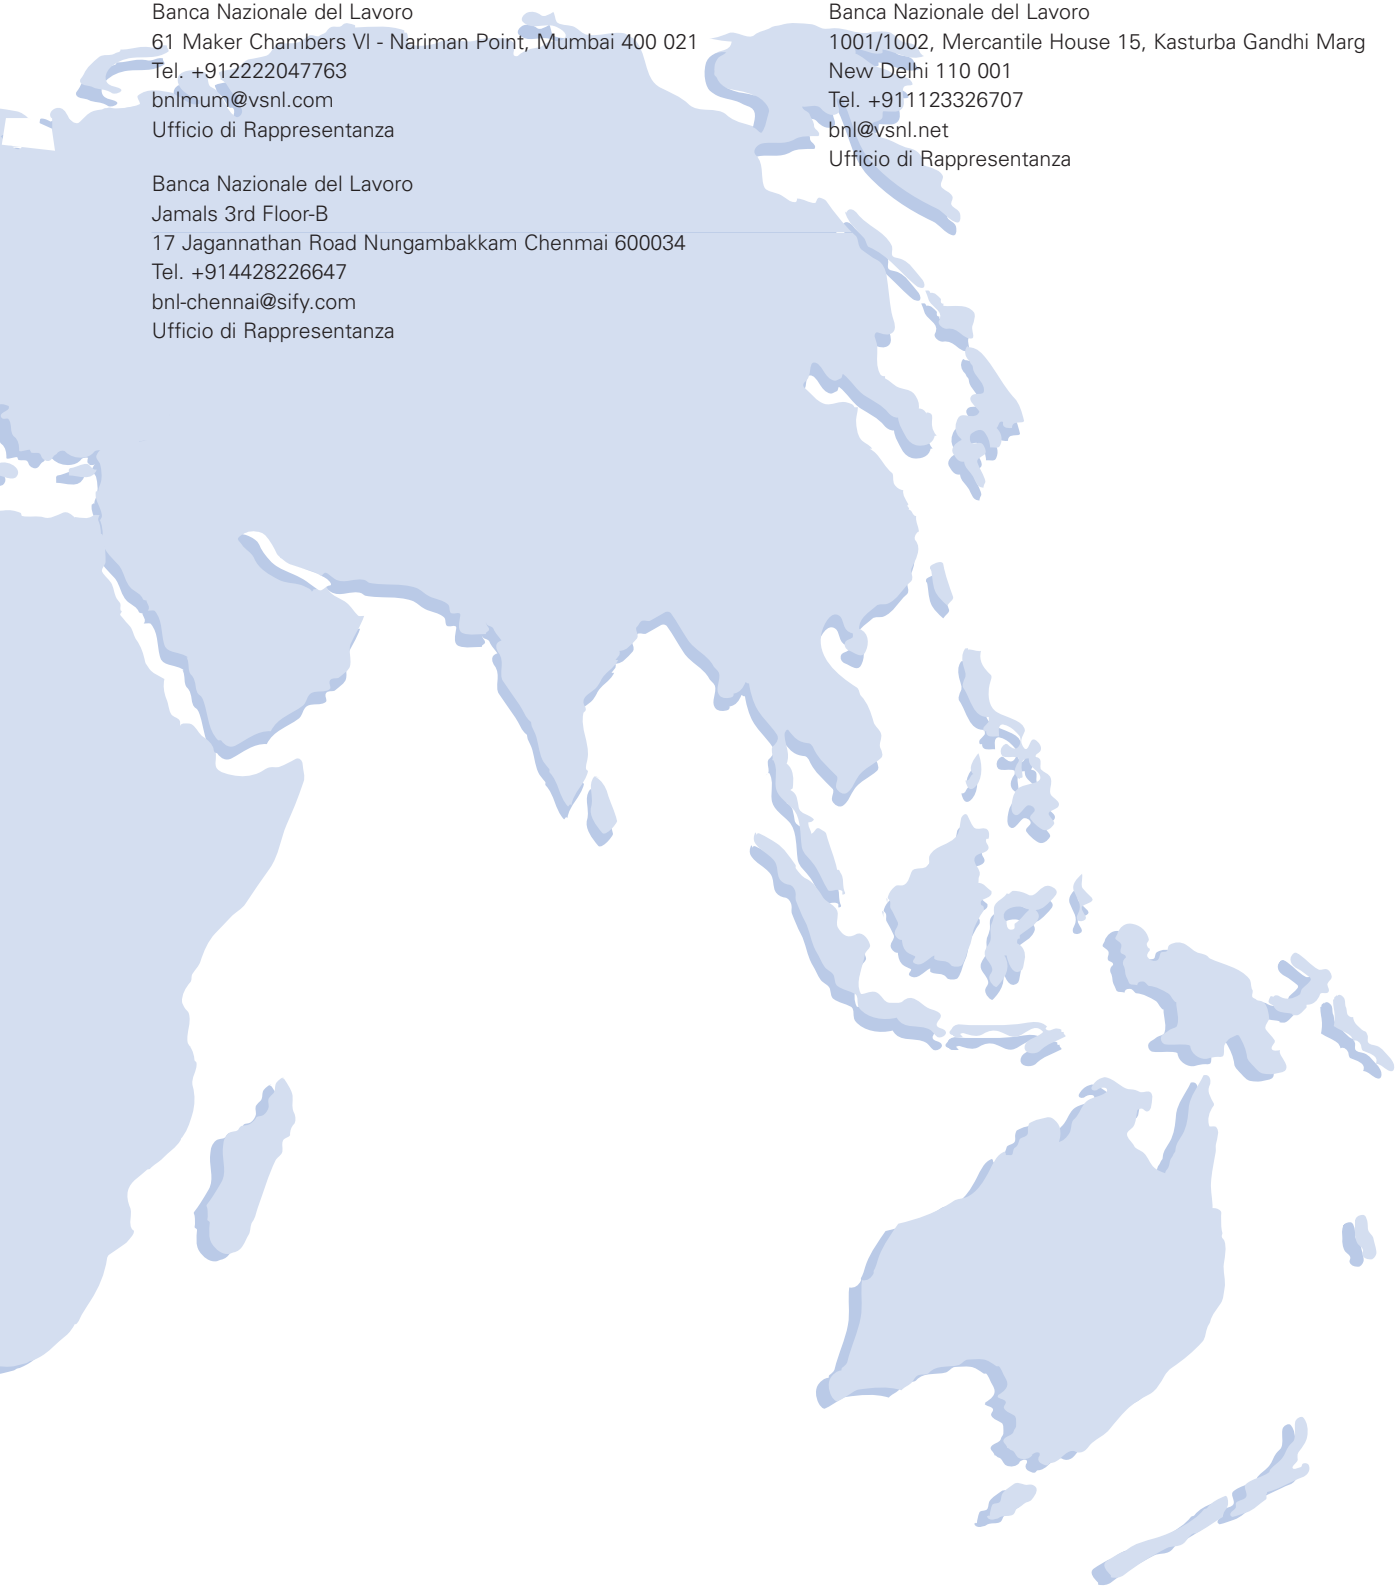 Banca Nazionale del Lavoro
61 Maker Chambers VI - Nariman Point, Mumbai 400 021
Tel. +912222047763
bnlmum@vsnl.com
Ufficio di Rappresentanza
Banca Nazionale del Lavoro
Jamals 3rd Floor-B
17 Jagannathan Road Nungambakkam Chenmai 600034
Tel. +914428226647
bnl-chennai@sify.com
Ufficio di Rappresentanza
Banca Nazionale del Lavoro
1001/1002, Mercantile House 15, Kasturba Gandhi Marg
New Delhi 110 001
Tel. +911123326707
bnl@vsnl.net
Ufficio di Rappresentanza